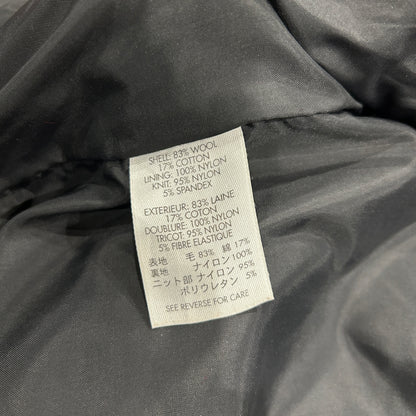 SHELL: 83% WOOL
17% COTTON
LINING: 100% NYLON
KNIT: 95% NYLON
5% SPANDEX
EXTERIEUR: 83% LAINE
17% COTON
DOUBLURE: 100% NYLON
TRICOT: 95% NYLON
5% FIBRE ELASTIQUE
表地 毛 83% 綿 17%
裏地 ナイロン100%
ニット部 ナイロン 95%
ポリウレタン 5%
SEE REVERSE FOR CARE